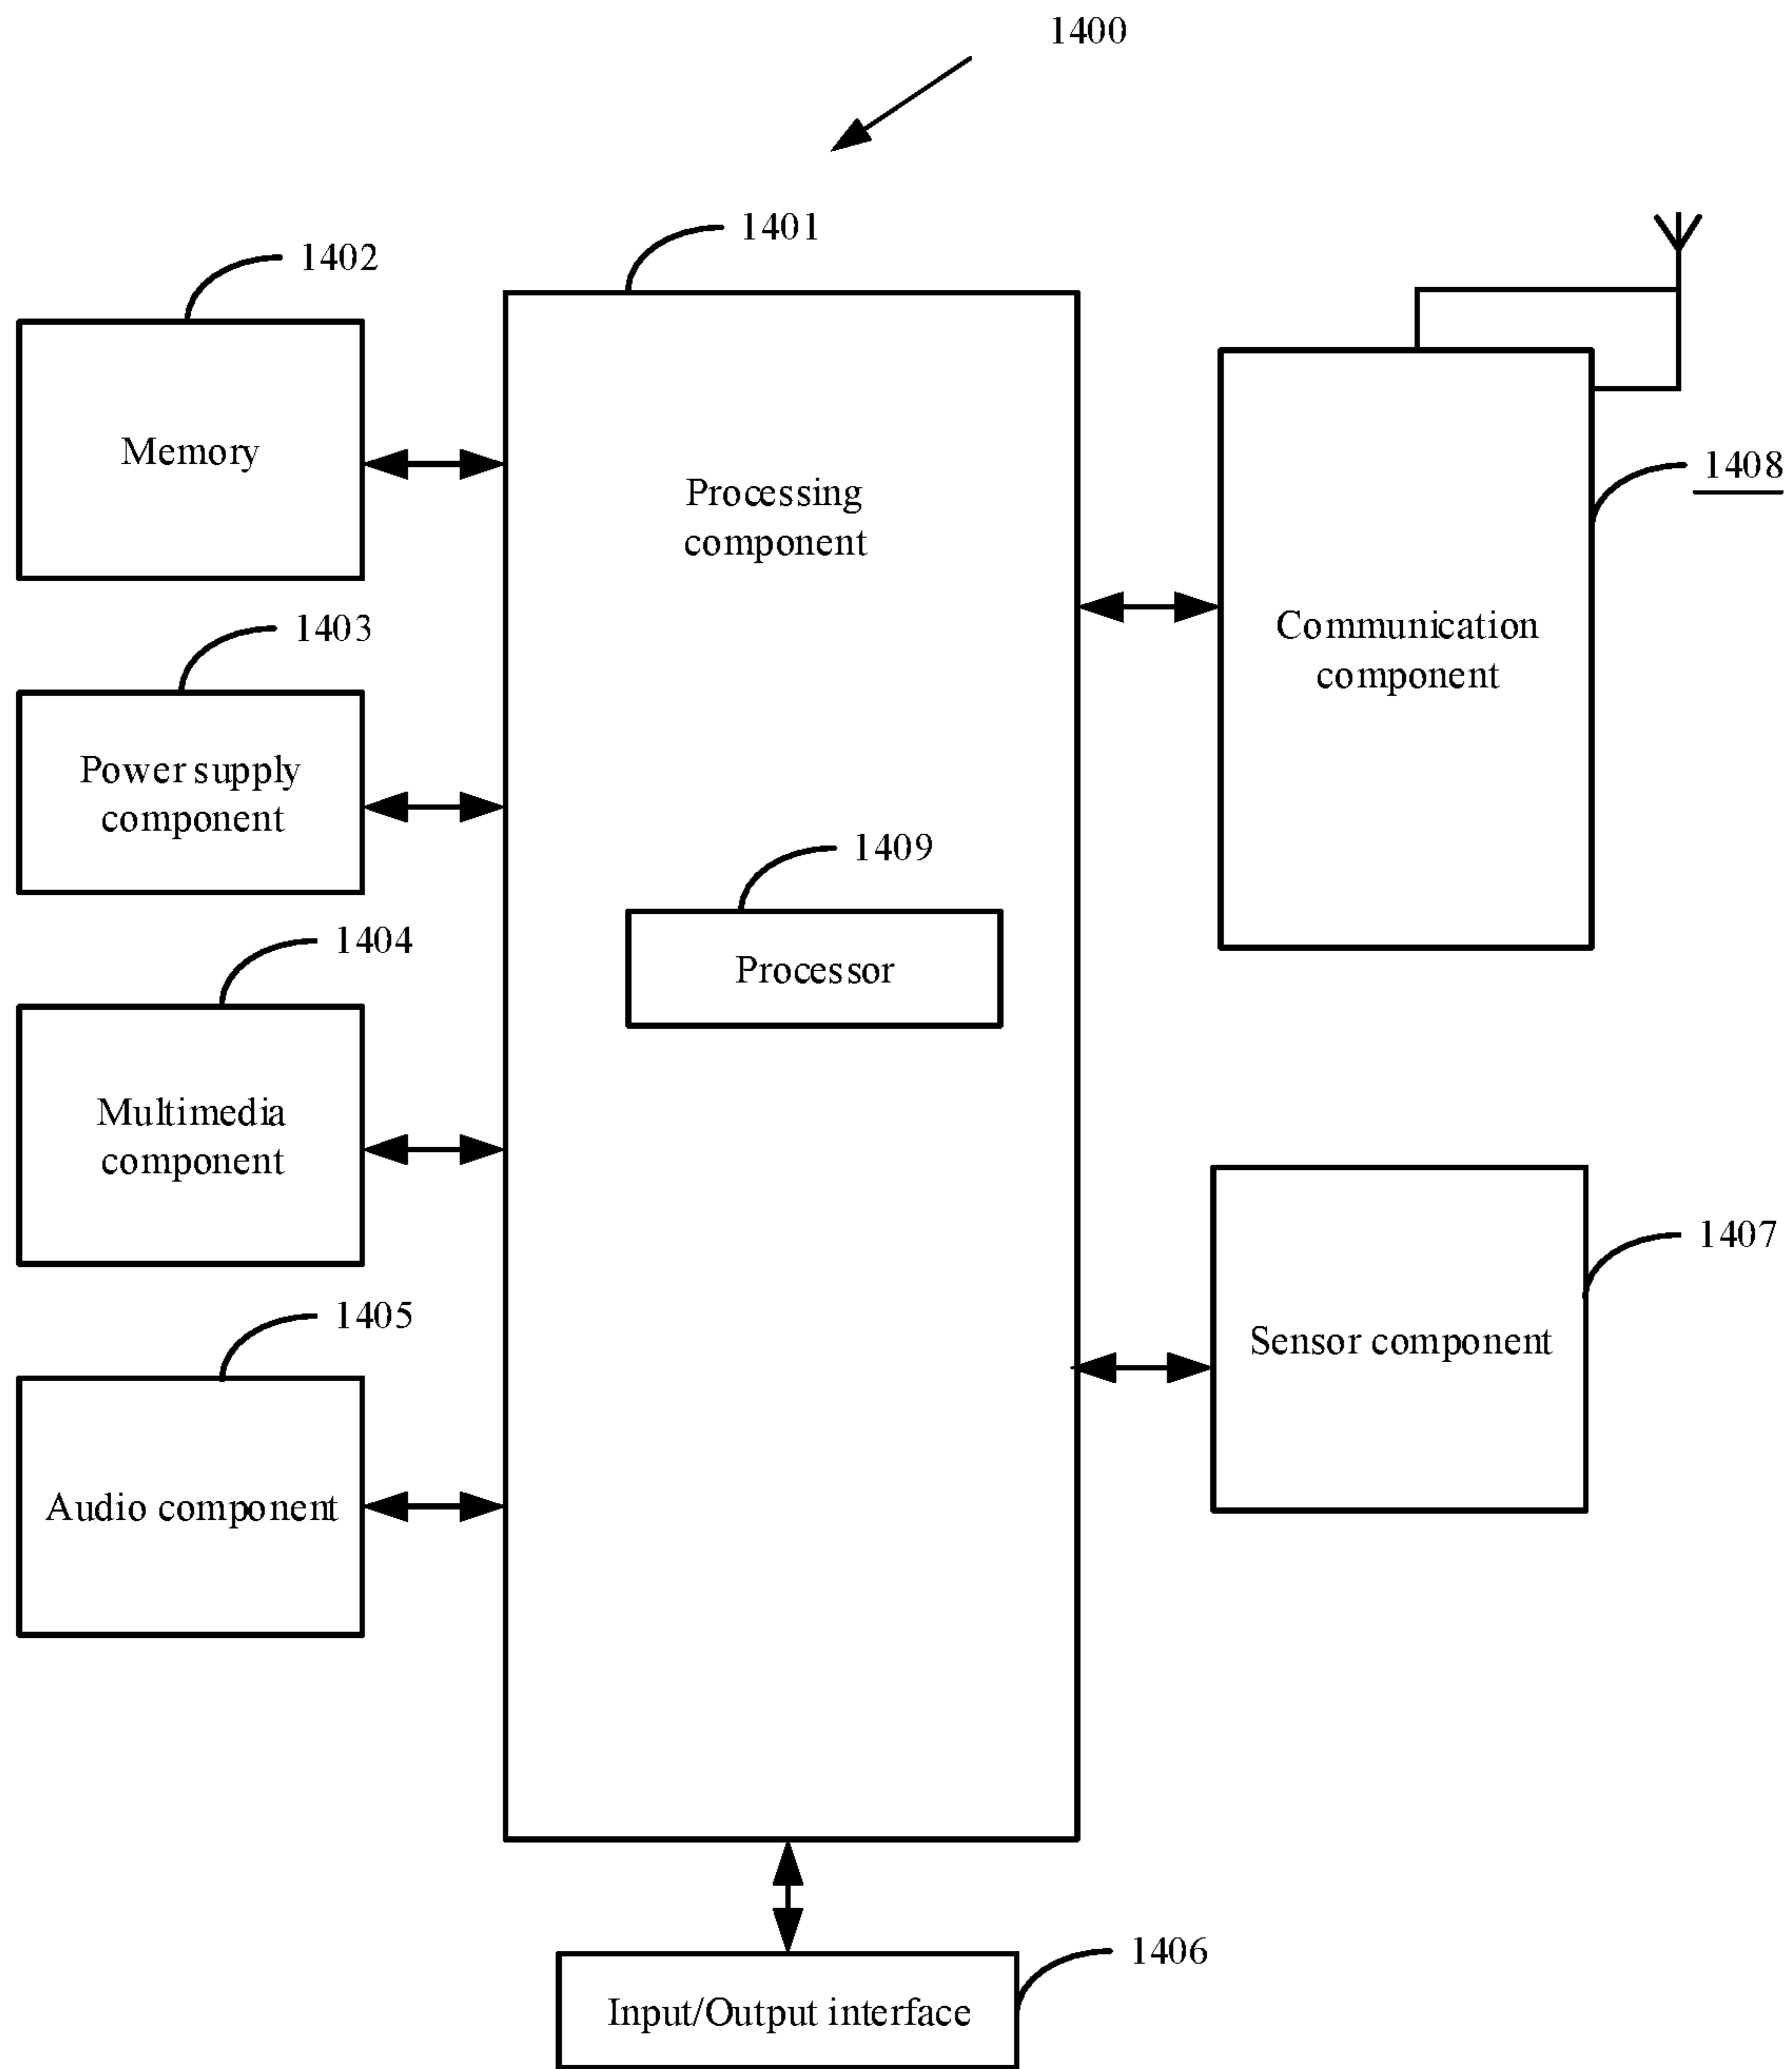 1400
1401
1402
Memory
Processing
component
1408
Communication
component
1403
Power supply
component
1409
Processor
1404
Multimedia
component
1407
Sensor component
1405
Audio component
1406
Input/Output interface